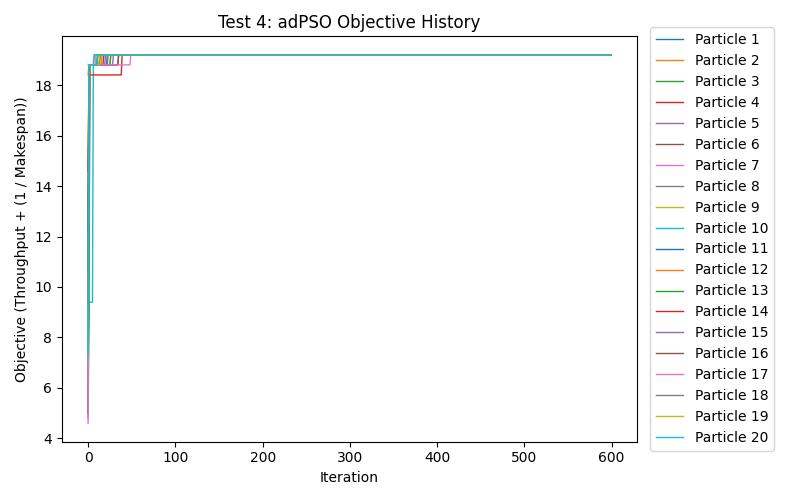 Test 4: adPSO Objective History
Objective (Throughput + (1 / Makespan))
18
16
14
12
10
8
6
4
0 100 200 300 400 500 600
Iteration
Particle 1
Particle 2
Particle 3
Particle 4
Particle 5
Particle 6
Particle 7
Particle 8
Particle 9
Particle 10
Particle 11
Particle 12
Particle 13
Particle 14
Particle 15
Particle 16
Particle 17
Particle 18
Particle 19
Particle 20